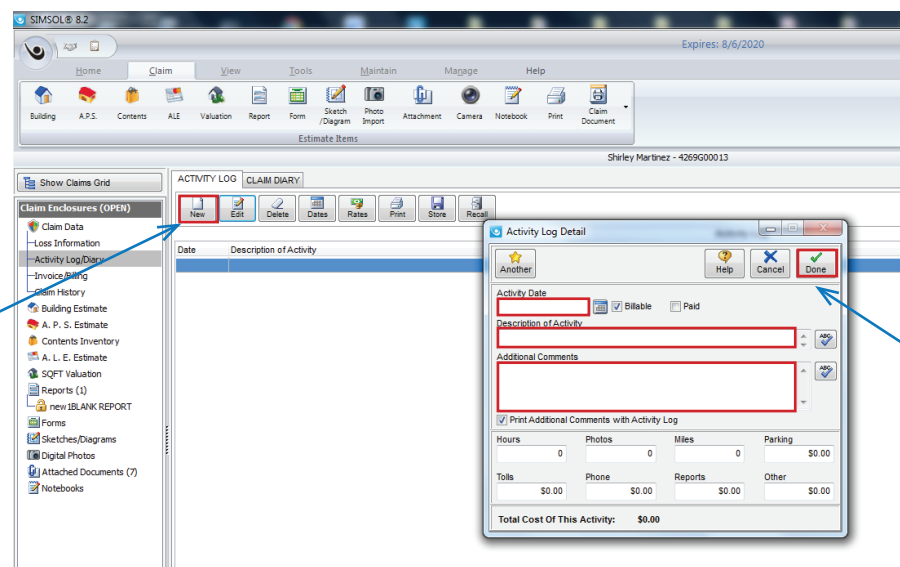 SIMSOL® 8.2
Expires: 8/6/2020
Home Claim View Tools Maintain Manage Help
Building A.P.S. Contents ALE Valuation Report Form Sketch /Diagram Photo Import Attachment Camera Notebook Print Claim Document
Estimate Items
Shirley Martinez - 4269G00013
Show Claims Grid
Claim Enclosures (OPEN)
Claim Data
Loss Information
Activity Log/Diary
Invoice/Billing
Claim History
Building Estimate
A. P. S. Estimate
Contents Inventory
A. L. E. Estimate
SQFT Valuation
Reports (1)
new1BLANK REPORT
Forms
Sketches/Diagrams
Digital Photos
Attached Documents (7)
Notebooks
ACTIVITY LOG CLAIM DIARY
New Edit Delete Dates Rates Print Store Recall
Date Description of Activity
Activity Log Detail
Another Help Cancel Done
Activity Date
Billable Paid
Description of Activity
ABC
Additional Comments
ABC
Print Additional Comments with Activity Log
Hours Photos Miles Parking
0 0 0 $0.00
Tolls Phone Reports Other
$0.00 $0.00 $0.00 $0.00
Total Cost Of This Activity: $0.00